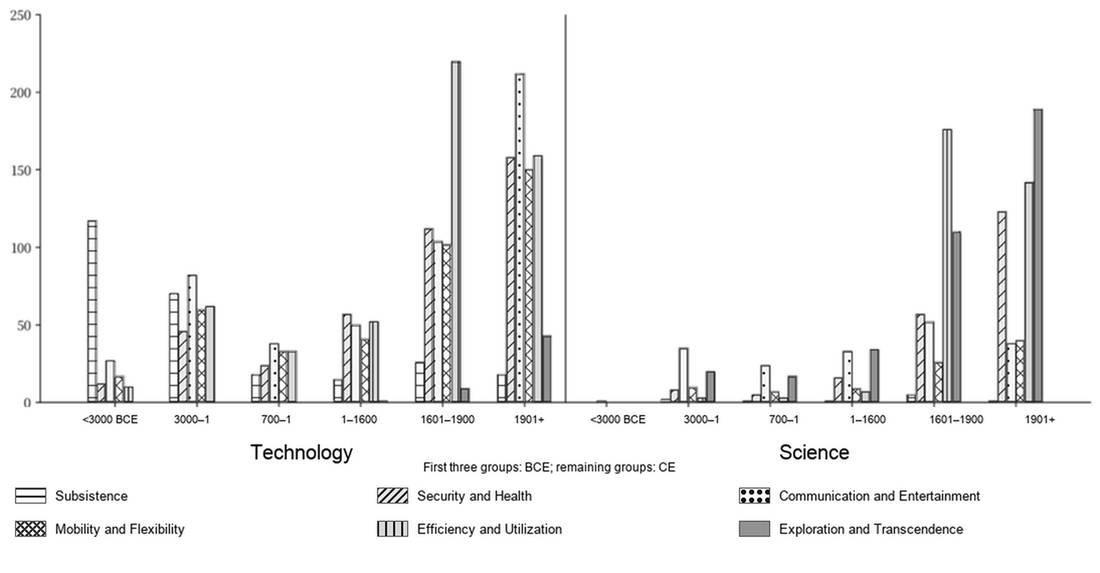 250
200
150
100
50
0
<3000 BCE 3000–1 700–1 1–1600 1601–1900 1901+ <3000 BCE 3000–1 700–1 1–1600 1601–1900 1901+
Technology Science
First three groups: BCE; remaining groups: CE
Subsistence Security and Health Communication and Entertainment
Mobility and Flexibility Efficiency and Utilization Exploration and Transcendence